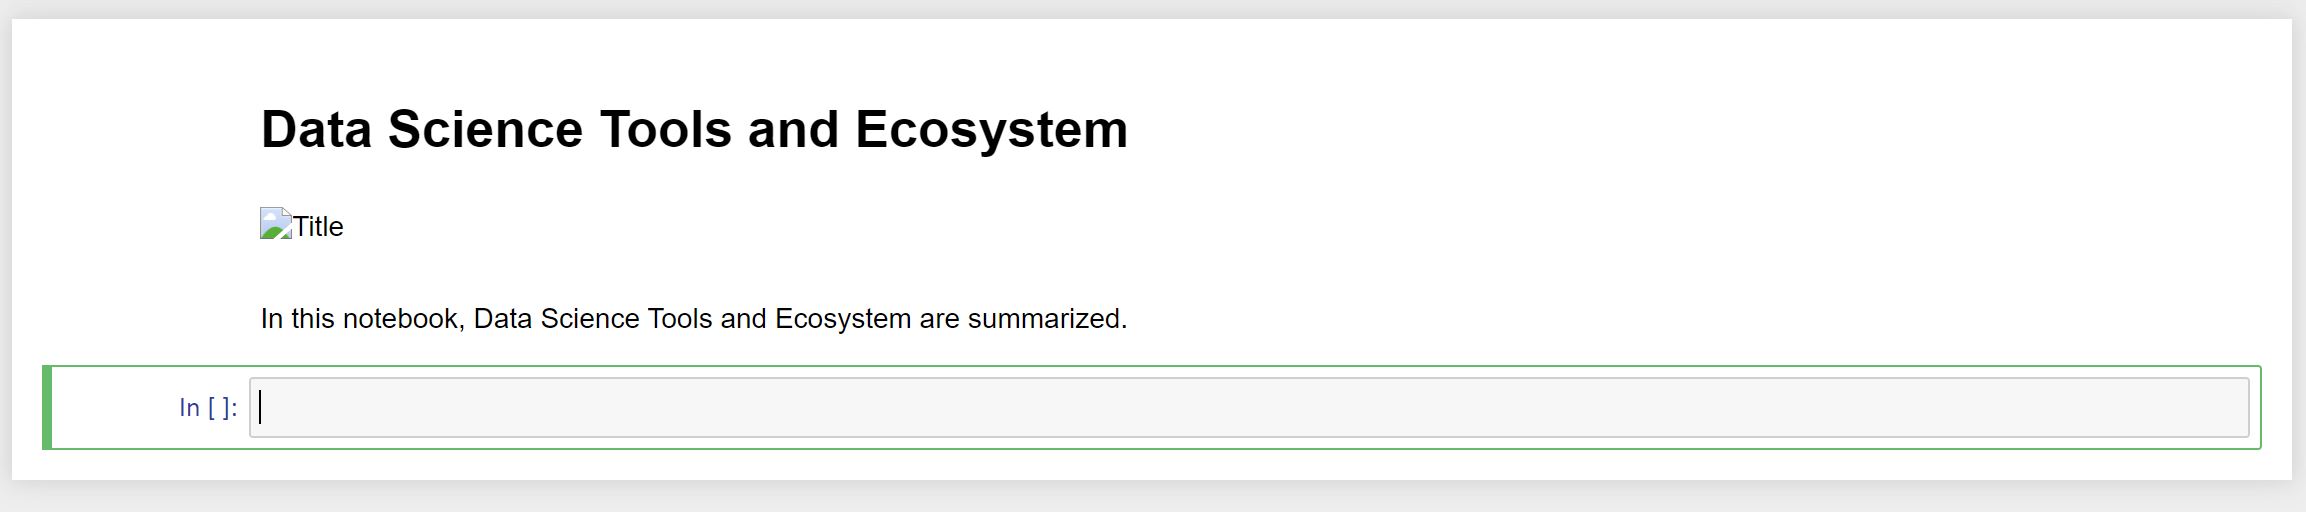 Data Science Tools and Ecosystem
Title
In this notebook, Data Science Tools and Ecosystem are summarized.
In [ ]: